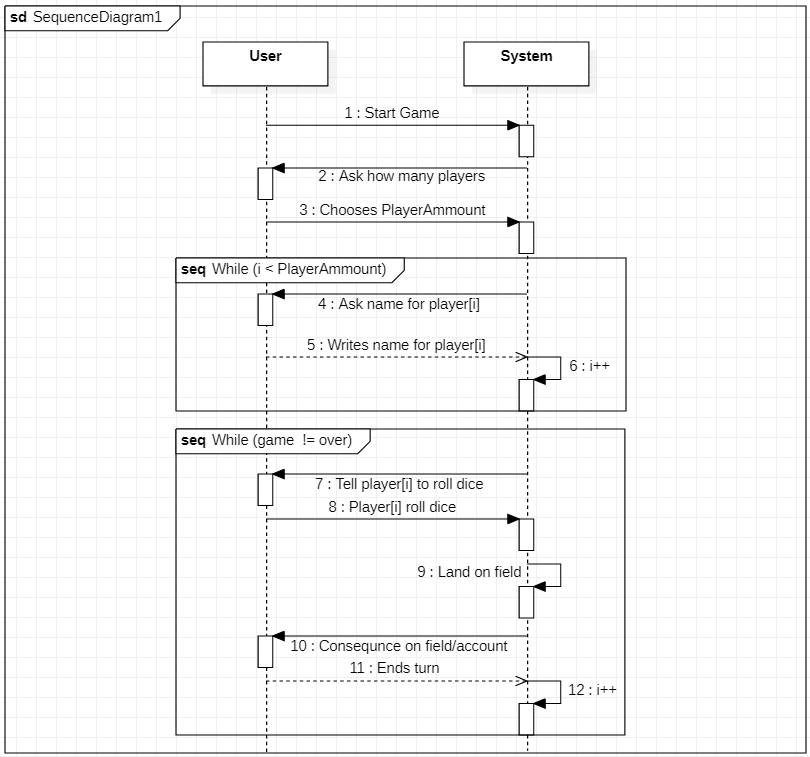 sd SequenceDiagram1
User
System
1 : Start Game
2 : Ask how many players
3 : Chooses PlayerAmmount
seq While (i < PlayerAmmount)
4 : Ask name for player[i]
5 : Writes name for player[i]
6 : i++
seq While (game != over)
7 : Tell player[i] to roll dice
8 : Player[i] roll dice
9 : Land on field
10 : Consequnce on field/account
11 : Ends turn
12 : i++